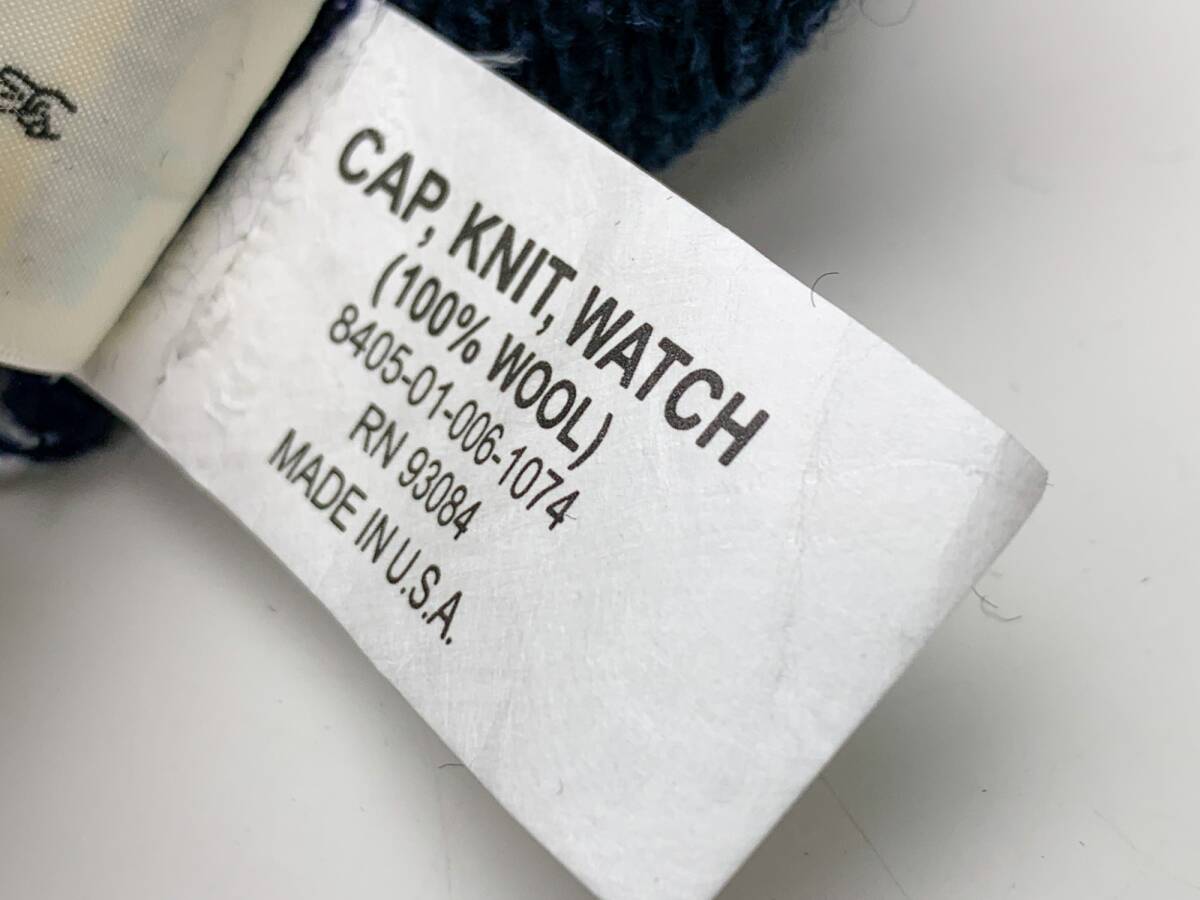 CAP, KNIT, WATCH
(100% WOOL)
8405-01-006-1074
RN 93084
MADE IN U.S.A.